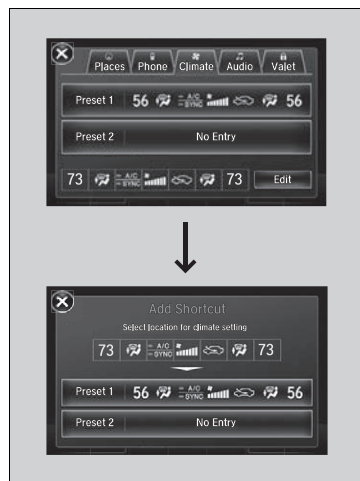 Places Phone Climate Audio Valet
Preset 1 56 A/C SYNC 56
Preset 2 No Entry
73 A/C SYNC 73 Edit
Add Shortcut
Select location for climate setting
73 A/C SYNC 73
Preset 1 56 A/C SYNC 56
Preset 2 No Entry